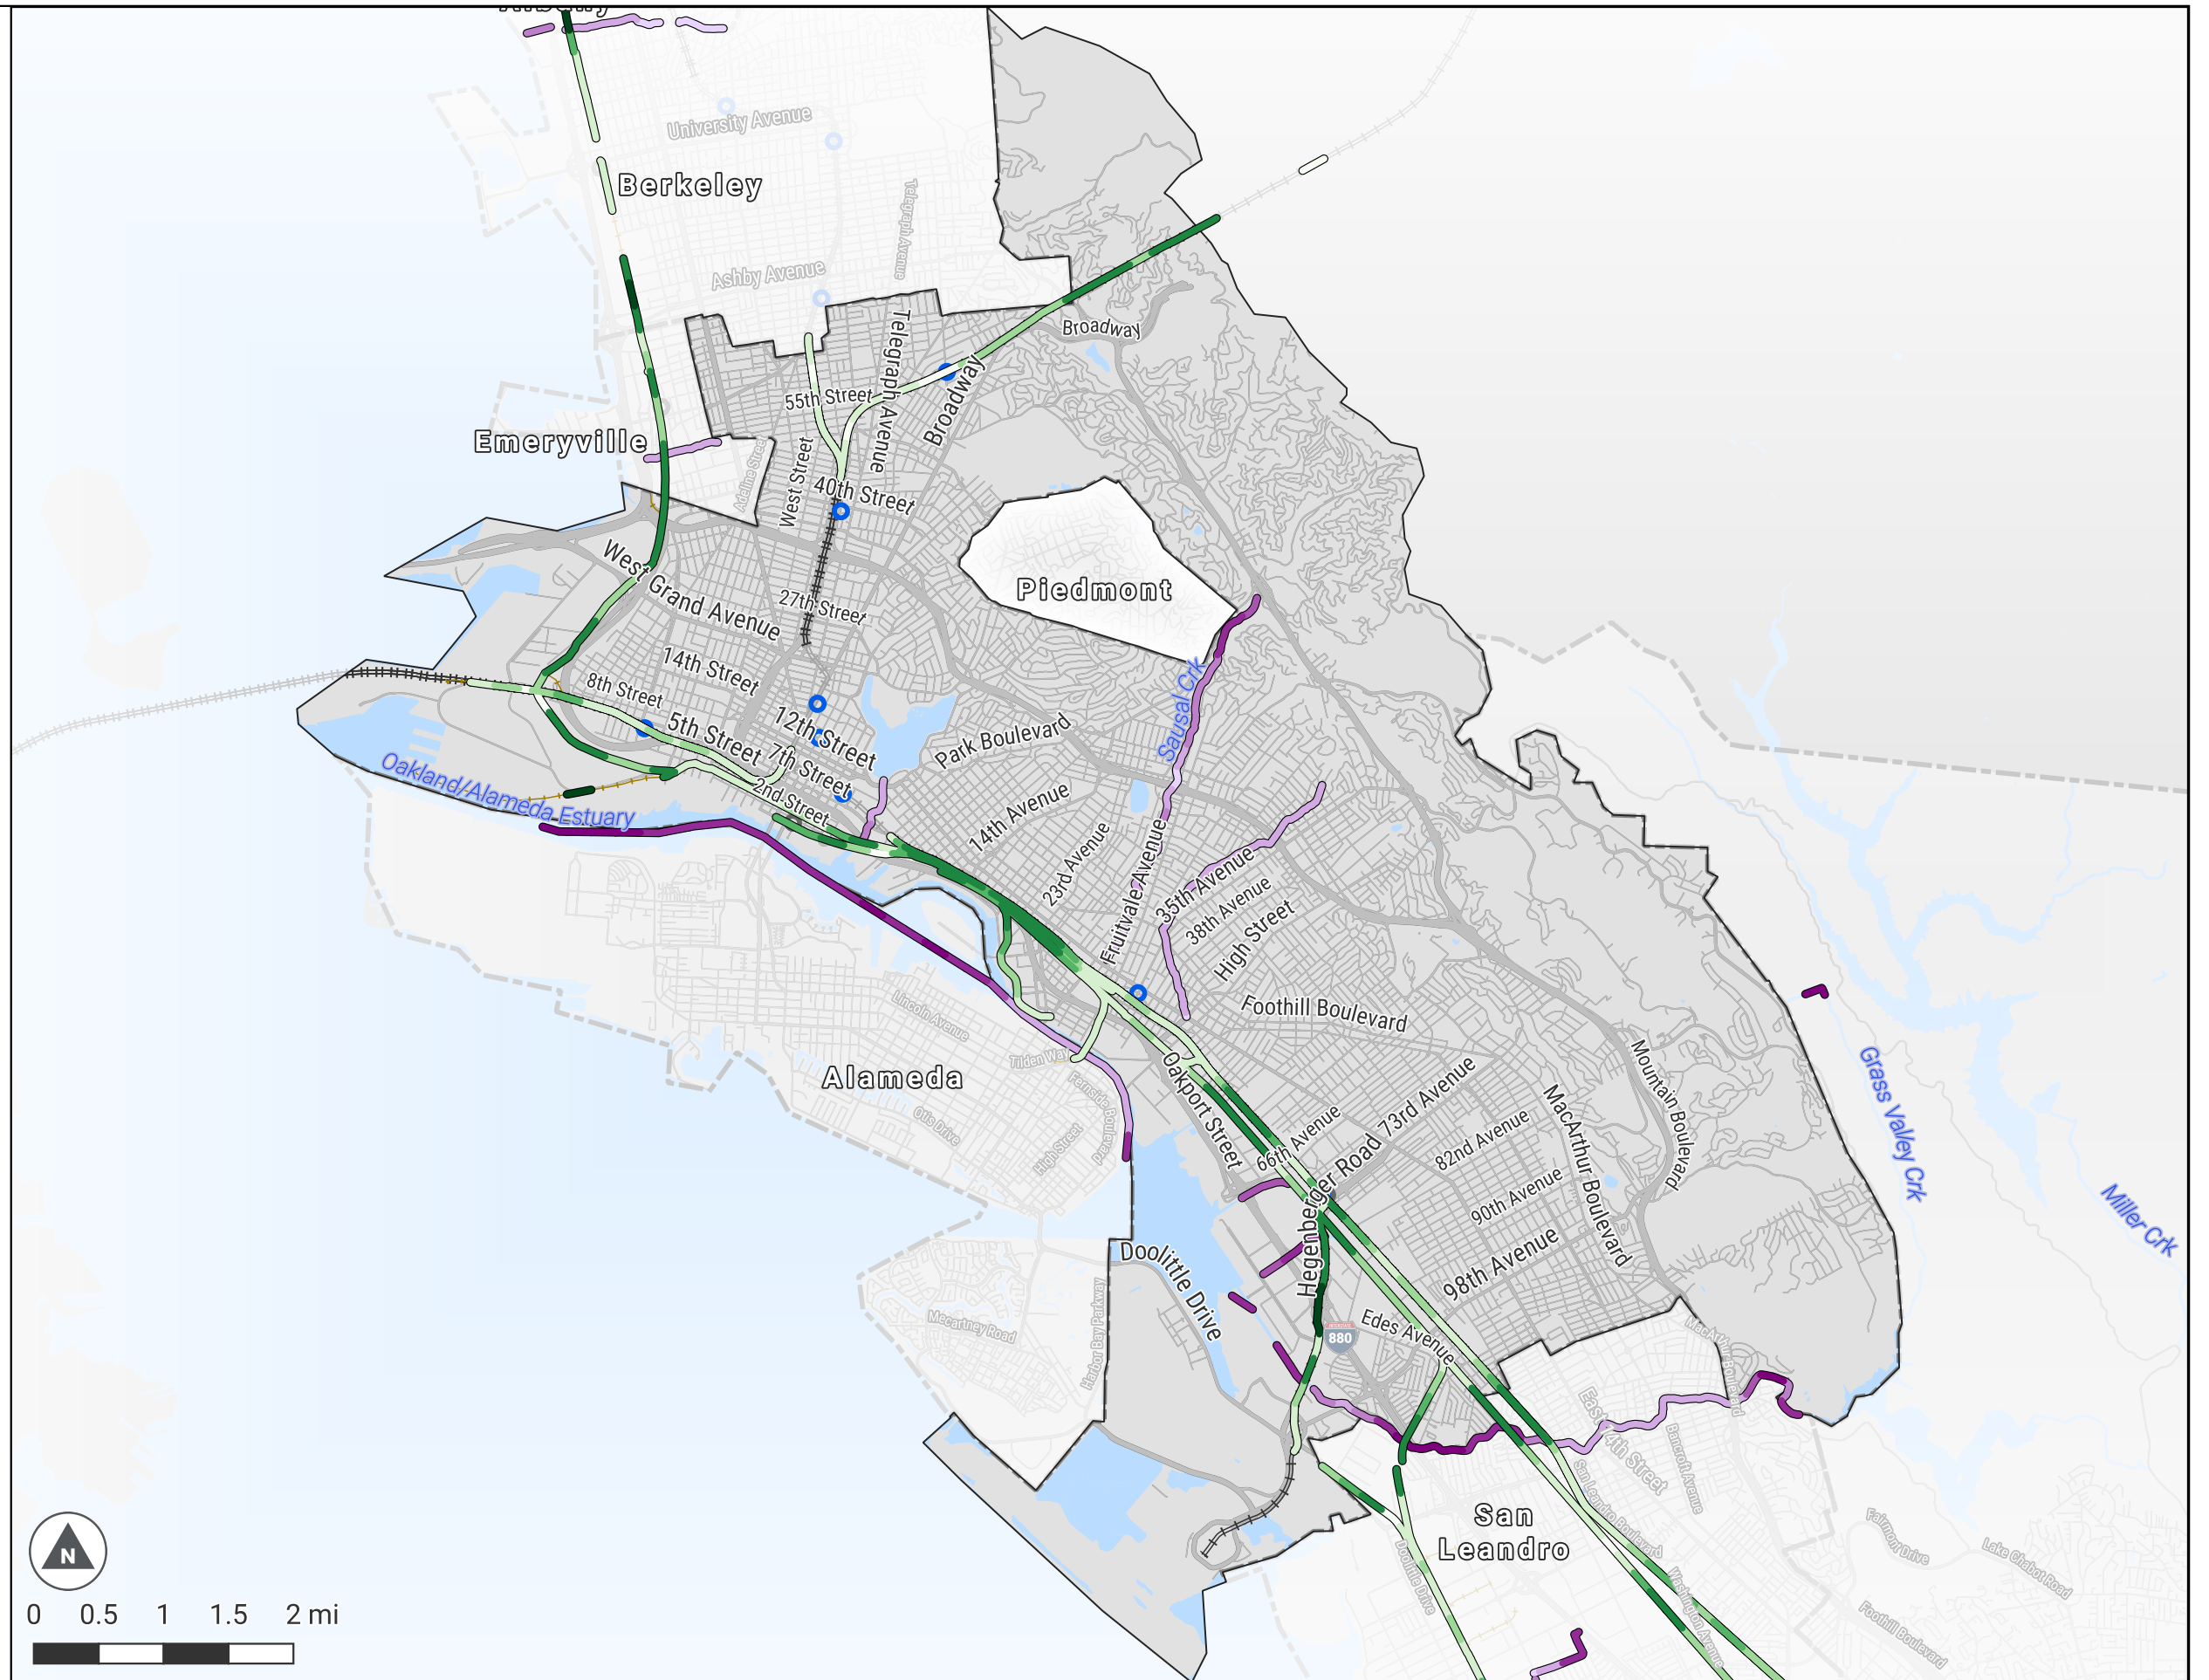 University Avenue
Berkeley
Telegraph Avenue
Ashby Avenue
Telegraph Avenue
Broadway
Broadway
55th Street
Emeryville
Adeline Street
West Street
40th Street
West Grand Avenue
27th Street
Piedmont
14th Street
8th Street
Sausal Crk
5th Street
12th Street
7th Street
2nd Street
Park Boulevard
Oakland/Alameda Estuary
14th Avenue
23rd Avenue
Fruitvale Avenue
35th Avenue
38th Avenue
High Street
Foothill Boulevard
Lincoln Avenue
Tilden Way
Alameda
Fernside Boulevard
Otis Drive
High Street
Oakport Street
66th Avenue
73rd Avenue
Hegenberger Road
82nd Avenue
90th Avenue
98th Avenue
MacArthur Boulevard
Mountain Boulevard
Grass Valley Crk
Miller Crk
Doolittle Drive
Mecartney Road
Harbor Bay Parkway
880
Edes Avenue
MacArthur Boulevard
East 14th Street
Bancroft Avenue
San Leandro Boulevard
San
Leandro
Doolittle Drive
Washington Avenue
Fairmont Drive
Lake Chabot Road
Foothill Boulevard
N
0 0.5 1 1.5 2 mi